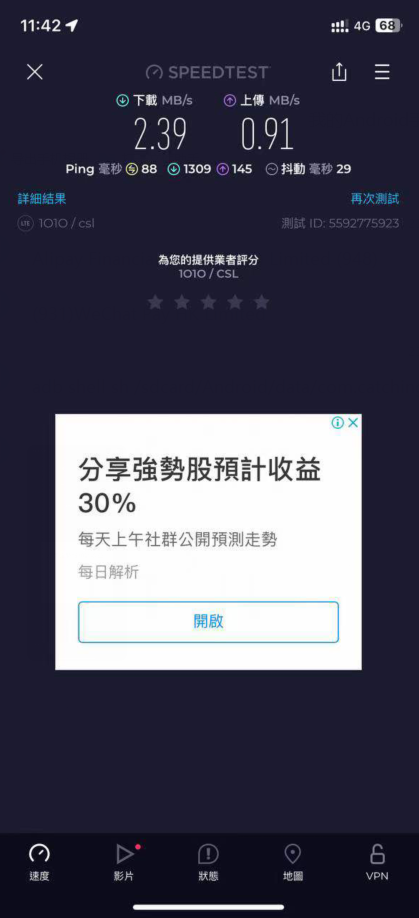 11:42
4G 68
SPEEDTEST
下載 MB/s 上傳 MB/s
2.39 0.91
Ping 毫秒 88 1309 145 抖動 毫秒 29
詳細結果 再次測試
LTE 1O1O / csl 測試 ID: 5592775923
為您的提供業者評分
1O1O / CSL
分享強勢股預計收益
30%
每天上午社群公開預測走勢
每日解析
開啟
速度 影片 狀態 地圖 VPN